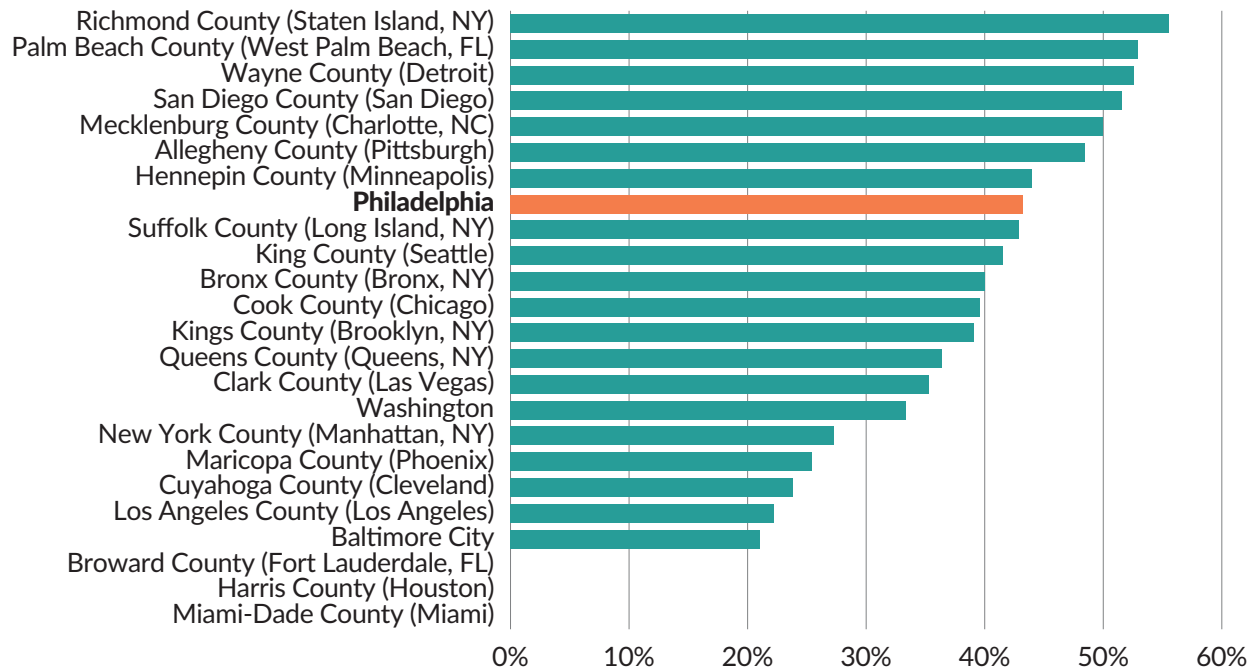 Richmond County (Staten Island, NY)
Palm Beach County (West Palm Beach, FL)
Wayne County (Detroit)
San Diego County (San Diego)
Mecklenburg County (Charlotte, NC)
Allegheny County (Pittsburgh)
Hennepin County (Minneapolis)
Philadelphia
Suffolk County (Long Island, NY)
King County (Seattle)
Bronx County (Bronx, NY)
Cook County (Chicago)
Kings County (Brooklyn, NY)
Queens County (Queens, NY)
Clark County (Las Vegas)
Washington
New York County (Manhattan, NY)
Maricopa County (Phoenix)
Cuyahoga County (Cleveland)
Los Angeles County (Los Angeles)
Baltimore City
Broward County (Fort Lauderdale, FL)
Harris County (Houston)
Miami-Dade County (Miami)
0% 10% 20% 30% 40% 50% 60%